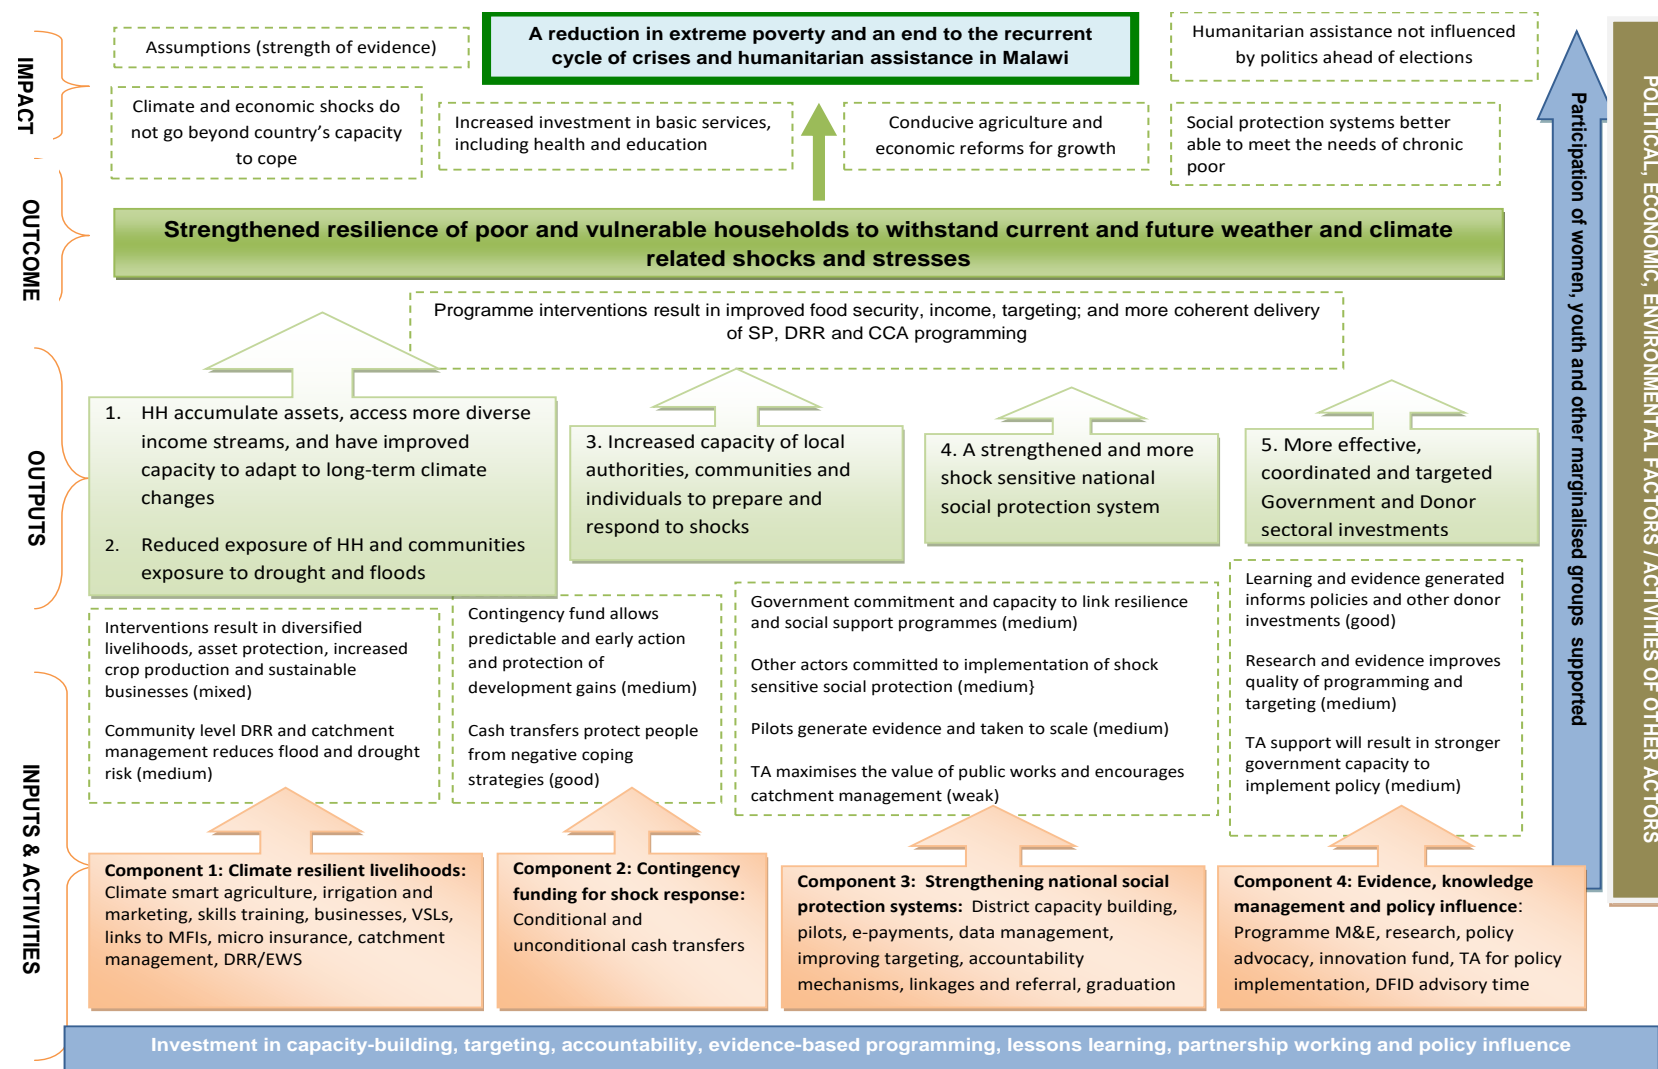 IMPACT
Assumptions (strength of evidence)
A reduction in extreme poverty and an end to the recurrent
cycle of crises and humanitarian assistance in Malawi
Humanitarian assistance not influenced
by politics ahead of elections
Climate and economic shocks do
not go beyond country's capacity
to cope
Increased investment in basic services,
including health and education
Conducive agriculture and
economic reforms for growth
Social protection systems better
able to meet the needs of chronic
poor
OUTCOME
Strengthened resilience of poor and vulnerable households to withstand current and future weather and climate
related shocks and stresses
Programme interventions result in improved food security, income, targeting; and more coherent delivery
of SP, DRR and CCA programming
OUTPUTS
1. HH accumulate assets, access more diverse
income streams, and have improved
capacity to adapt to long-term climate
changes
2. Reduced exposure of HH and communities
exposure to drought and floods
3. Increased capacity of local
authorities, communities and
individuals to prepare and
respond to shocks
4. A strengthened and more
shock sensitive national
social protection system
5. More effective,
coordinated and targeted
Government and Donor
sectoral investments
Interventions result in diversified
livelihoods, asset protection, increased
crop production and sustainable
businesses (mixed)
Community level DRR and catchment
management reduces flood and drought
risk (medium)
Contingency fund allows
predictable and early action
and protection of
development gains (medium)
Cash transfers protect people
from negative coping
strategies (good)
Government commitment and capacity to link resilience
and social support programmes (medium)
Other actors committed to implementation of shock
sensitive social protection (medium}
Pilots generate evidence and taken to scale (medium)
TA maximises the value of public works and encourages
catchment management (weak)
Learning and evidence generated
informs policies and other donor
investments (good)
Research and evidence improves
quality of programming and
targeting (medium)
TA support will result in stronger
government capacity to
implement policy (medium)
INPUTS & ACTIVITIES
Component 1: Climate resilient livelihoods:
Climate smart agriculture, irrigation and
marketing, skills training, businesses, VSLs,
links to MFIs, micro insurance, catchment
management, DRR/EWS
Component 2: Contingency
funding for shock response:
Conditional and
unconditional cash transfers
Component 3: Strengthening national social
protection systems: District capacity building,
pilots, e-payments, data management,
improving targeting, accountability
mechanisms, linkages and referral, graduation
Component 4: Evidence, knowledge
management and policy influence:
Programme M&E, research, policy
advocacy, innovation fund, TA for policy
implementation, DFID advisory time
Participation of women, youth and other marginalised groups supported
POLITICAL, ECONOMIC, ENVIRONMENTAL FACTORS / ACTIVITIES OF OTHER ACTORS
Investment in capacity-building, targeting, accountability, evidence-based programming, lessons learning, partnership working and policy influence